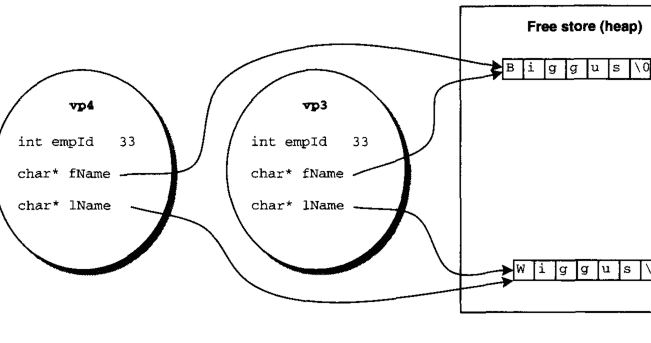 Free store (heap)
B i g g u s \0
vp4
int empId 33
char* fName
char* lName
vp3
int empId 33
char* fName
char* lName
W i g g u s \